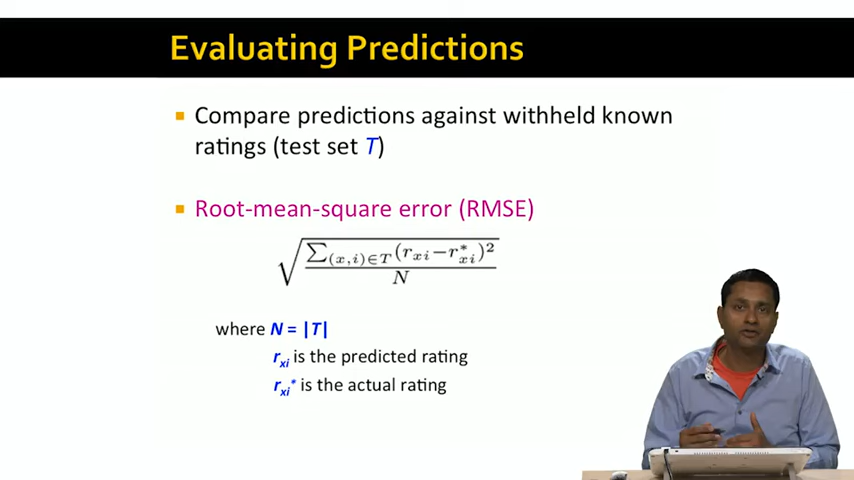 Evaluating Predictions
Compare predictions against withheld known
ratings (test set T)
Root-mean-square error (RMSE)
√(∑(x,i)∈T (rxi−r*xi)² / N)
where N = |T|
rxi is the predicted rating
rxi* is the actual rating